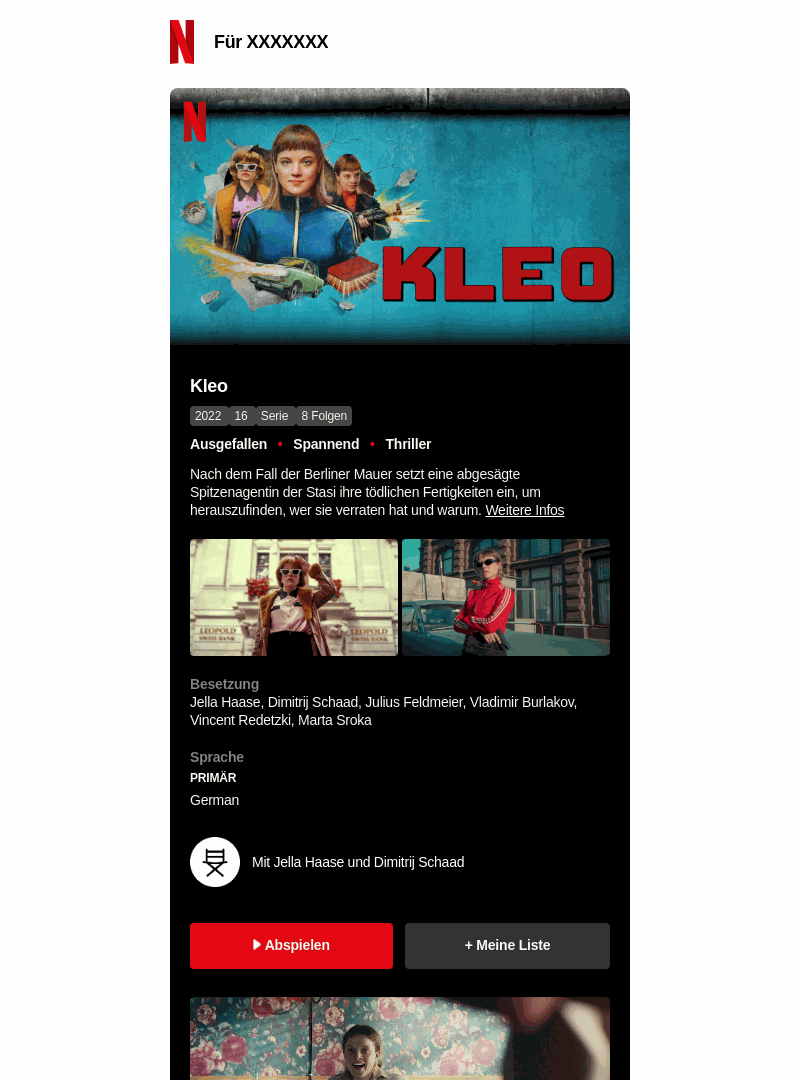 Für XXXXXXX
KLEO
Kleo
2022 16 Serie 8 Folgen
Ausgefallen • Spannend • Thriller
Nach dem Fall der Berliner Mauer setzt eine abgesägte
Spitzenagentin der Stasi ihre tödlichen Fertigkeiten ein, um
herauszufinden, wer sie verraten hat und warum. Weitere Infos
LEOPOLD SWISS BANK LEOPOLD SWISS BANK
Besetzung
Jella Haase, Dimitrij Schaad, Julius Feldmeier, Vladimir Burlakov,
Vincent Redetzki, Marta Sroka
Sprache
PRIMÄR
German
Mit Jella Haase und Dimitrij Schaad
Abspielen
+ Meine Liste